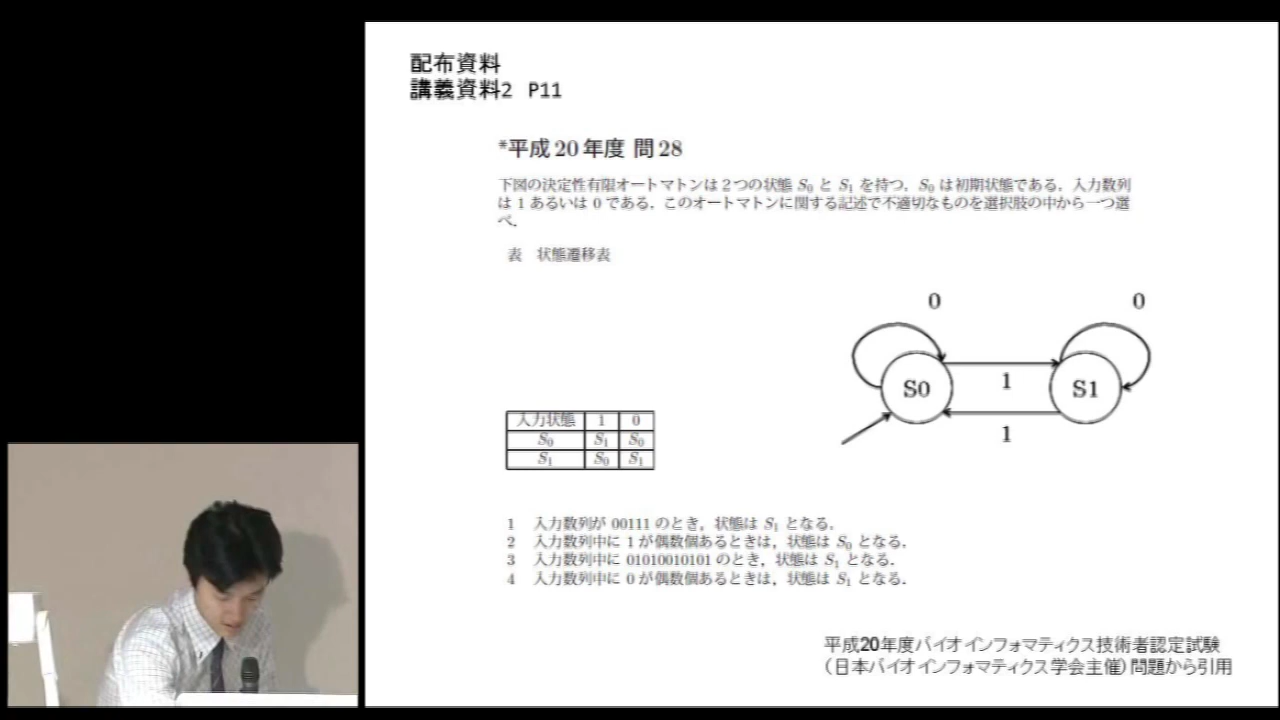 配布資料
講義資料2 P11
*平成20年度 問28
下図の決定性有限オートマトンは2つの状態 S0 と S1 を持つ．S0 は初期状態である．入力数列
は 1 あるいは 0 である．このオートマトンに関する記述で不適切なものを選択肢の中から一つ選
べ．
表 状態遷移表
0 0
S0 1 S1
1
入力状態 1 0
S0 S1 S0
S1 S0 S1
1 入力数列が 00111 のとき，状態は S1 となる．
2 入力数列中に 1 が偶数個あるときは，状態は S0 となる．
3 入力数列中に 01010010101 のとき，状態は S1 となる．
4 入力数列中に 0 が偶数個あるときは，状態は S1 となる．
平成20年度バイオインフォマティクス技術者認定試験
（日本バイオインフォマティクス学会主催）問題から引用